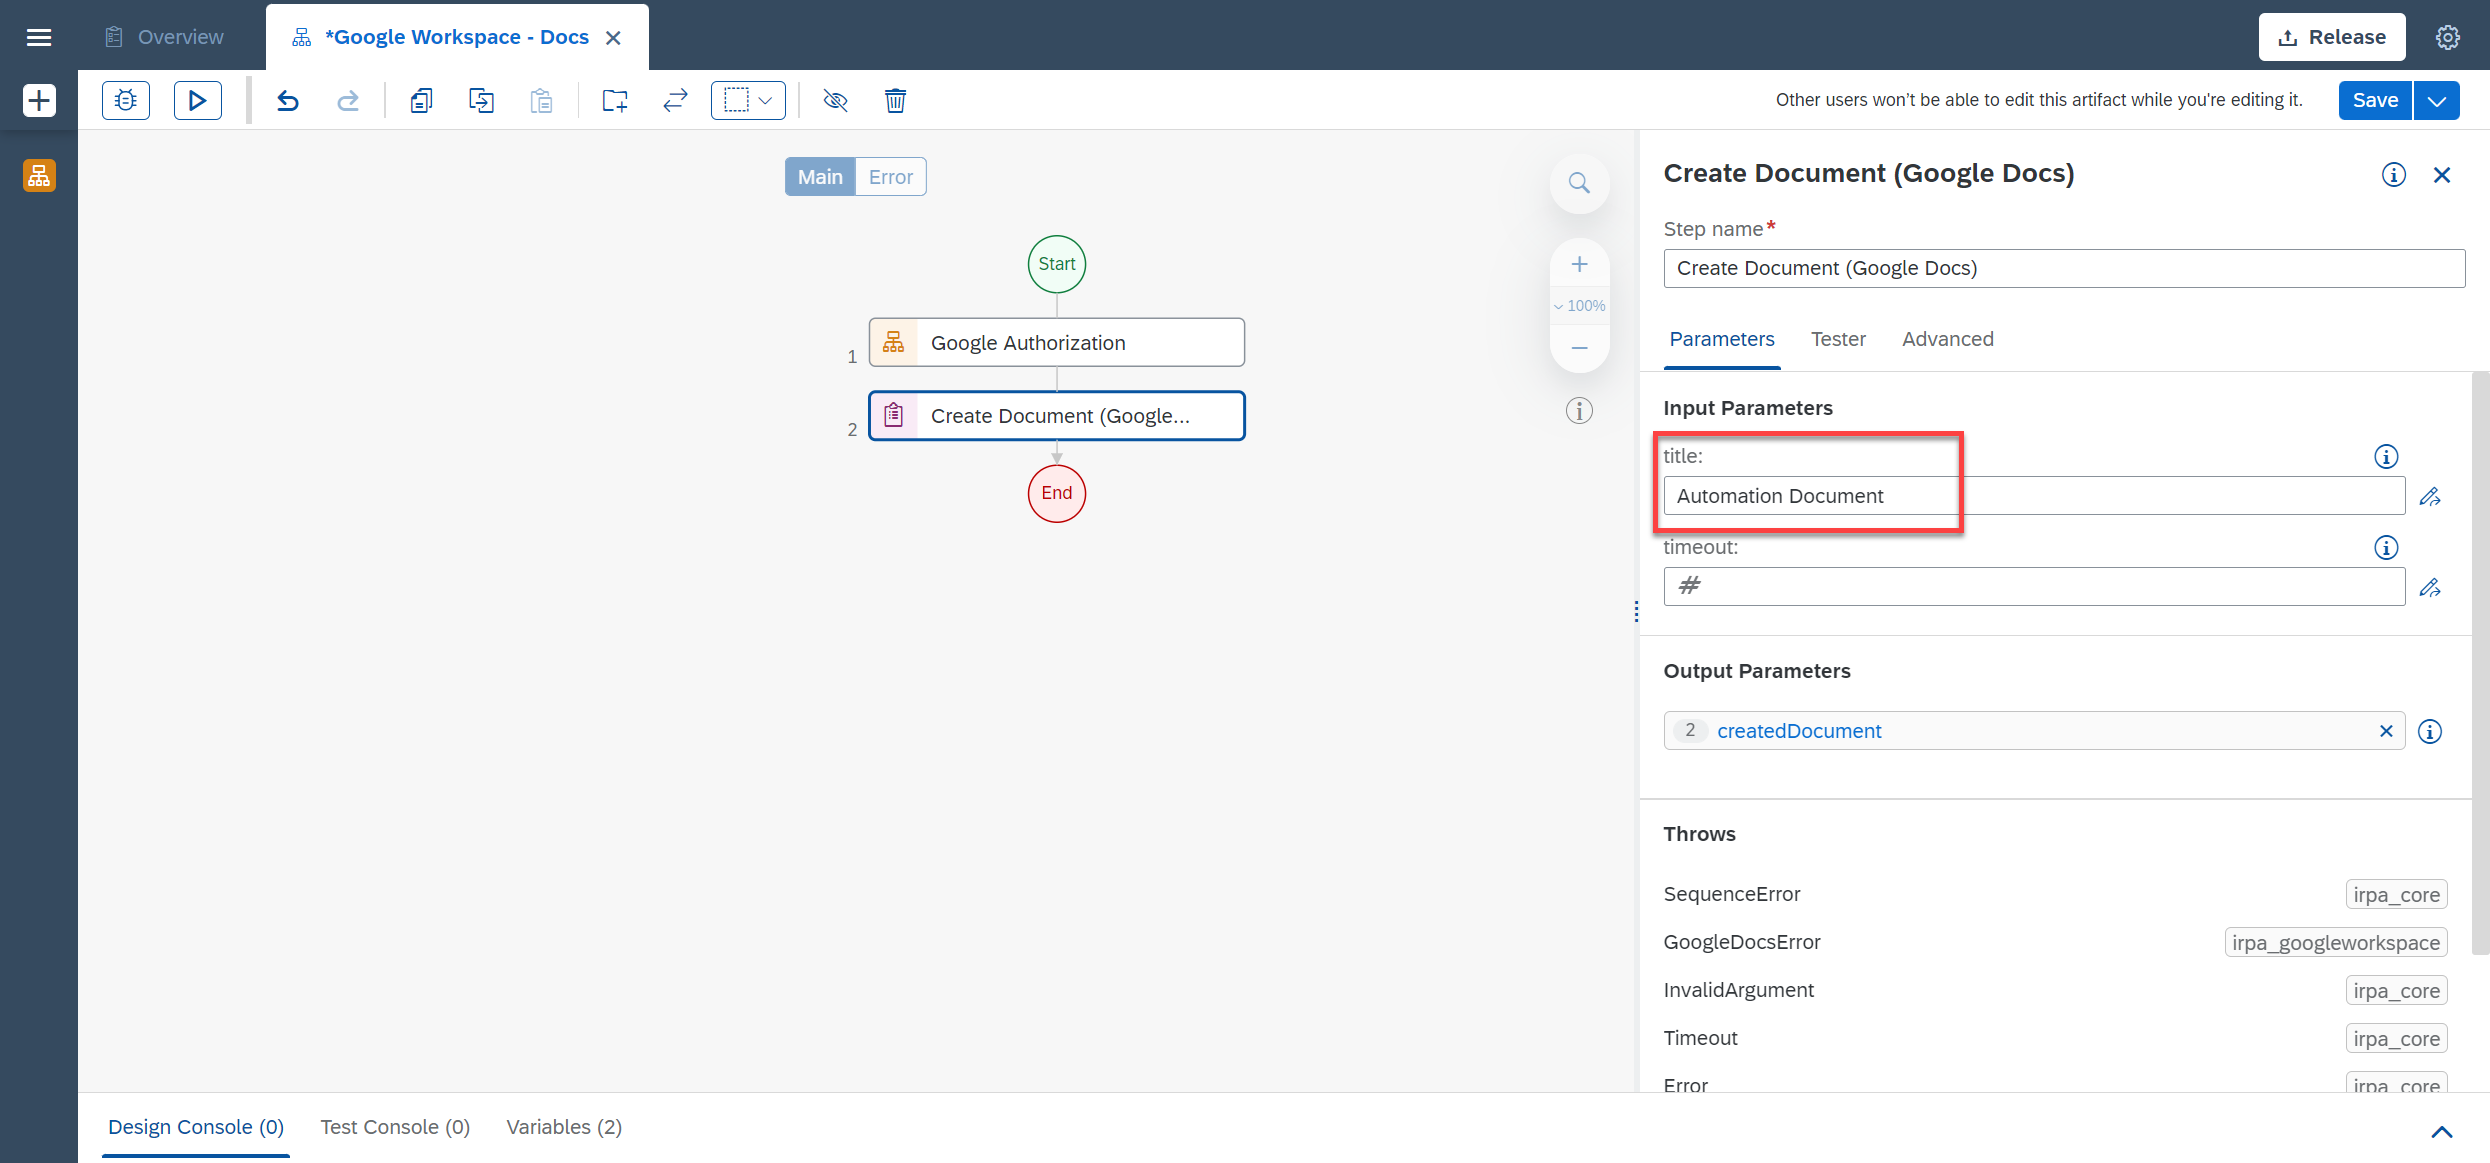 Overview
*Google Workspace - Docs
Release
Other users won't be able to edit this artifact while you're editing it.
Save
Main
Error
Start
1
Google Authorization
2
Create Document (Google...
End
100%
Create Document (Google Docs)
Step name*
Create Document (Google Docs)
Parameters
Tester
Advanced
Input Parameters
title:
Automation Document
timeout:
#
Output Parameters
2 createdDocument
Throws
SequenceError irpa_core
GoogleDocsError irpa_googleworkspace
InvalidArgument irpa_core
Timeout irpa_core
Error irpa_core
Design Console (0)
Test Console (0)
Variables (2)